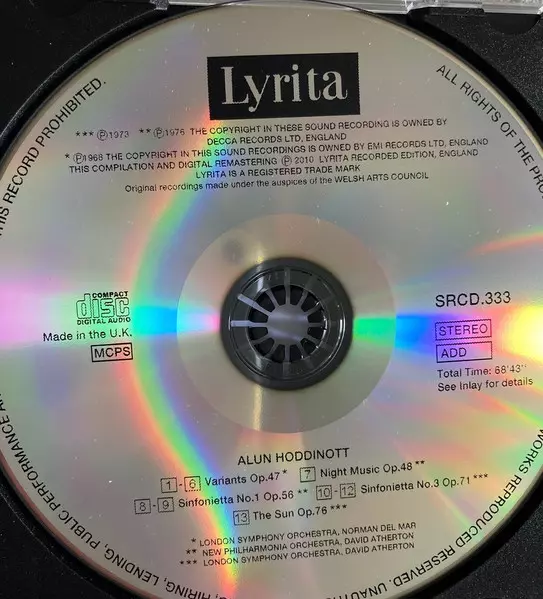 Lyrita
*** ℗1973 ** ℗1976 THE COPYRIGHT IN THESE SOUND RECORDING IS OWNED BY
DECCA RECORDS LTD, ENGLAND
* ℗1968 THE COPYRIGHT IN THIS SOUND RECORDINGS IS OWNED BY EMI RECORDS LTD, ENGLAND
THIS COMPILATION AND DIGITAL REMASTERING ℗ 2010 LYRITA RECORDED EDITION, ENGLAND
LYRITA IS A REGISTERED TRADE MARK
Original recordings made under the auspices of the WELSH ARTS COUNCIL
COMPACT
disc
DIGITAL AUDIO
Made in the U.K.
MCPS
SRCD.333
STEREO
ADD
Total Time: 68'43"
See Inlay for details
ALUN HODDINOTT
1 - 6 Variants Op.47 * 7 Night Music Op.48 **
8 - 9 Sinfonietta No.1 Op.56 ** 10 - 12 Sinfonietta No.3 Op.71 ***
13 The Sun Op.76 ***
* LONDON SYMPHONY ORCHESTRA, NORMAN DEL MAR
** NEW PHILHARMONIA ORCHESTRA, DAVID ATHERTON
*** LONDON SYMPHONY ORCHESTRA, DAVID ATHERTON
ALL RIGHTS OF THE
WORKS REPRODUCED RESERVED.
HIRING, LENDING, PUBLIC PERFORMANCE
THIS RECORD PROHIBITED.